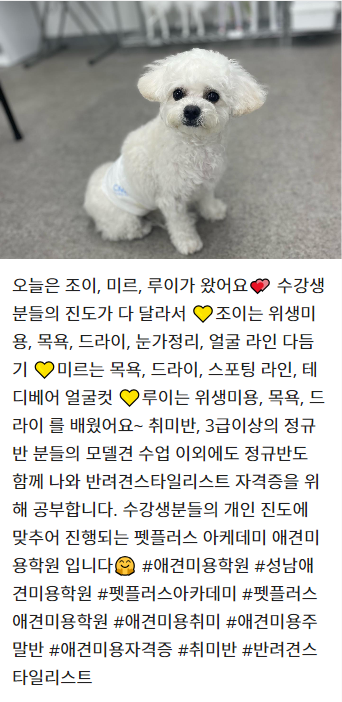 오늘은 조이, 미르, 루이가 왔어요💕 수강생
분들의 진도가 다 달라서 💛조이는 위생미
용, 목욕, 드라이, 눈가정리, 얼굴 라인 다듬
기 💛미르는 목욕, 드라이, 스포팅 라인, 테
디베어 얼굴컷 💛루이는 위생미용, 목욕, 드
라이 를 배웠어요~ 취미반, 3급이상의 정규
반 분들의 모델견 수업 이외에도 정규반도
함께 나와 반려견스타일리스트 자격증을 위
해 공부합니다. 수강생분들의 개인 진도에
맞추어 진행되는 펫플러스 아케데미 애견미
용학원 입니다🤗 #애견미용학원 #성남애
견미용학원 #펫플러스아카데미 #펫플러스
애견미용학원 #애견미용취미 #애견미용주
말반 #애견미용자격증 #취미반 #반려견스
타일리스트